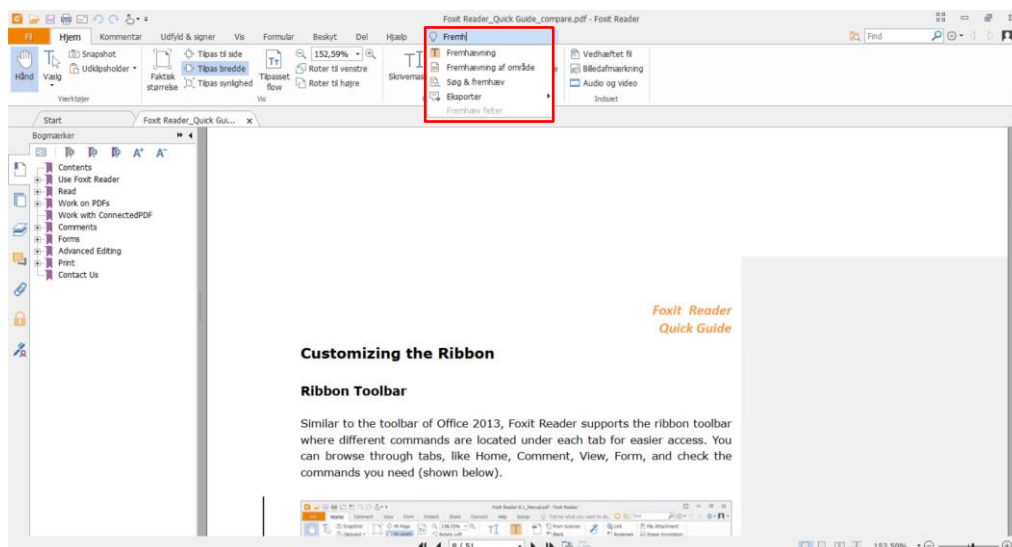 Foxit Reader_Quick Guide_compare.pdf - Foxit Reader
Fil Hjem Kommentar Udfyld & signer Vis Formular Beskyt Del Hjælp Fremh Find
Hånd
Vælg
Snapshot
Udklipsholder
Værktøjer
Faktisk størrelse
Tilpas til side
Tilpas bredde
Tilpas synlighed
Tilpasset flow
152,59%
Roter til venstre
Roter til højre
Vis
Skrivemas
Fremhævning
Fremhævning af område
Søg & fremhæv
Eksporter
Fremhæv felter
Vedhæftet fil
Billedafmærkning
Audio og video
Indsæt
Start Foxit Reader_Quick Gui... x
Bogmærker
Contents
Use Foxit Reader
Read
Work on PDFs
Work with ConnectedPDF
Comments
Forms
Advanced Editing
Print
Contact Us
Foxit Reader
Quick Guide
Customizing the Ribbon
Ribbon Toolbar
Similar to the toolbar of Office 2013, Foxit Reader supports the ribbon toolbar
where different commands are located under each tab for easier access. You
can browse through tabs, like Home, Comment, View, Form, and check the
commands you need (shown below).
8 / 51
152,59%